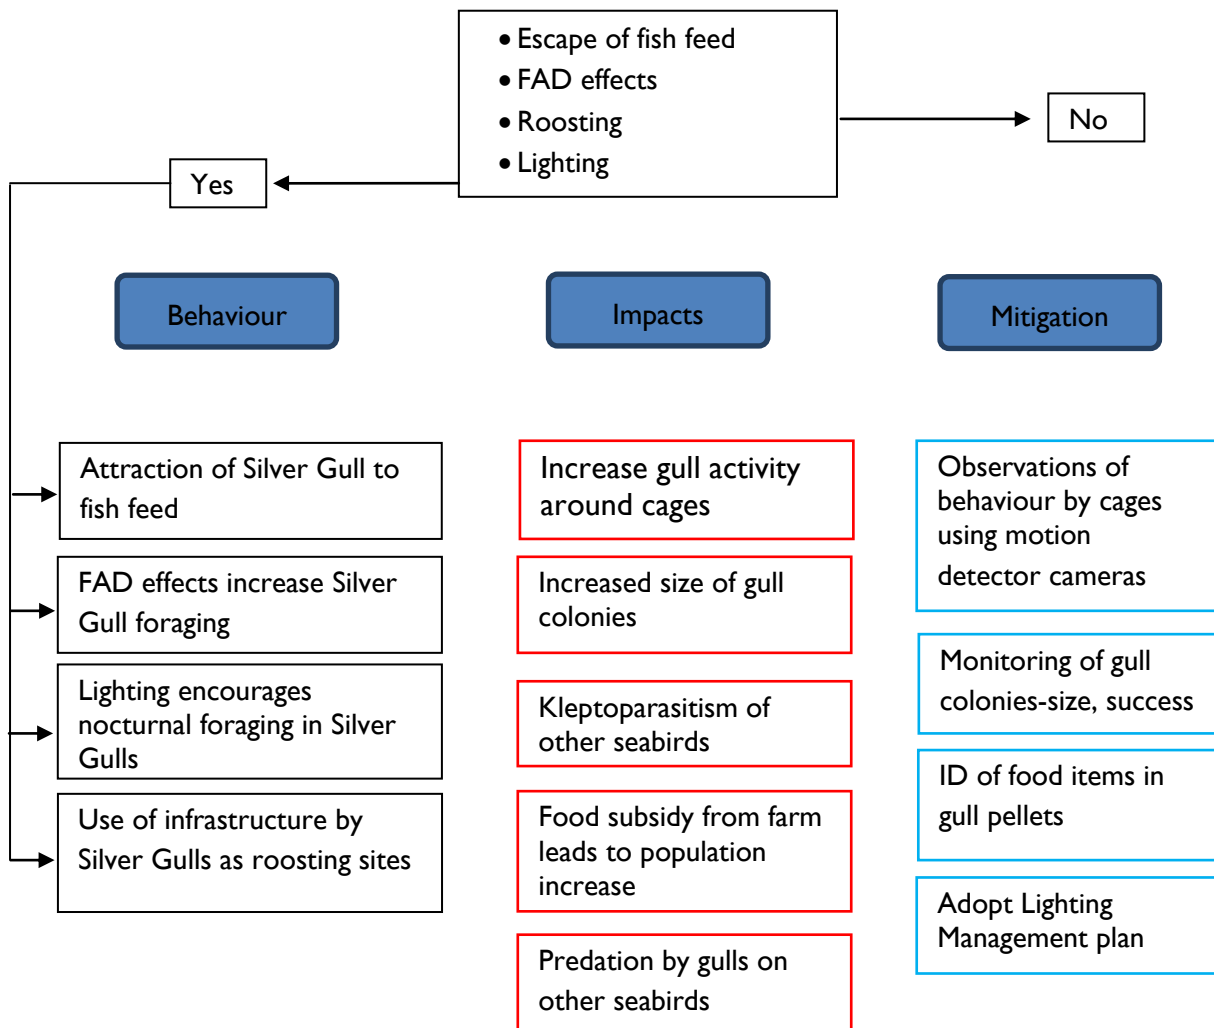 • Escape of fish feed
• FAD effects
• Roosting
• Lighting
No
Yes
Behaviour
Impacts
Mitigation
Attraction of Silver Gull to
fish feed
FAD effects increase Silver
Gull foraging
Lighting encourages
nocturnal foraging in Silver
Gulls
Use of infrastructure by
Silver Gulls as roosting sites
Increase gull activity
around cages
Increased size of gull
colonies
Kleptoparasitism of
other seabirds
Food subsidy from farm
leads to population
increase
Predation by gulls on
other seabirds
Observations of
behaviour by cages
using motion
detector cameras
Monitoring of gull
colonies-size, success
ID of food items in
gull pellets
Adopt Lighting
Management plan